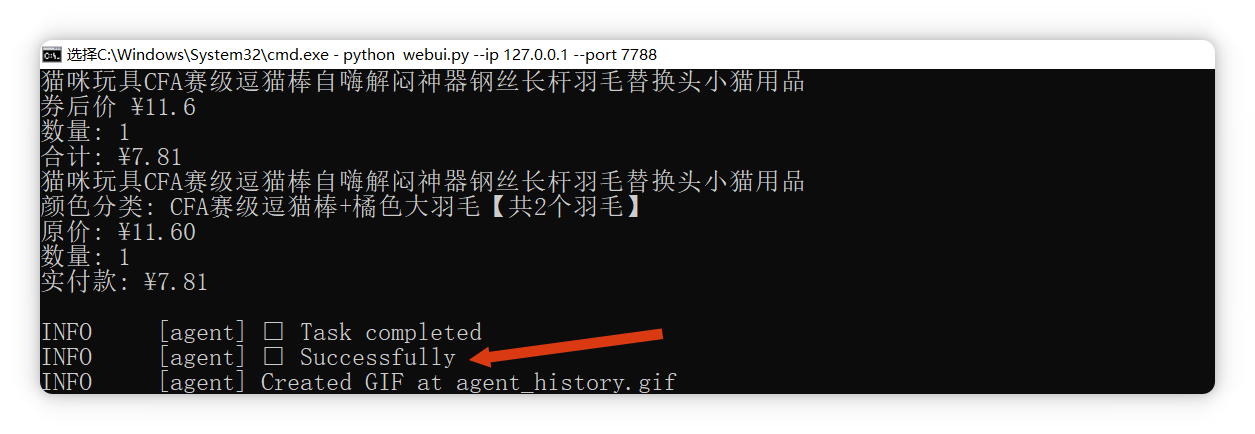 选择C:\Windows\System32\cmd.exe - python  webui.py --ip 127.0.0.1 --port 7788
猫咪玩具CFA赛级逗猫棒自嗨解闷神器钢丝长杆羽毛替换头小猫用品
券后价 ¥11.6
数量: 1
合计: ¥7.81
猫咪玩具CFA赛级逗猫棒自嗨解闷神器钢丝长杆羽毛替换头小猫用品
颜色分类: CFA赛级逗猫棒+橘色大羽毛【共2个羽毛】
原价: ¥11.60
数量: 1
实付款: ¥7.81
INFO     [agent] □ Task completed
INFO     [agent] □ Successfully
INFO     [agent] Created GIF at agent_history.gif